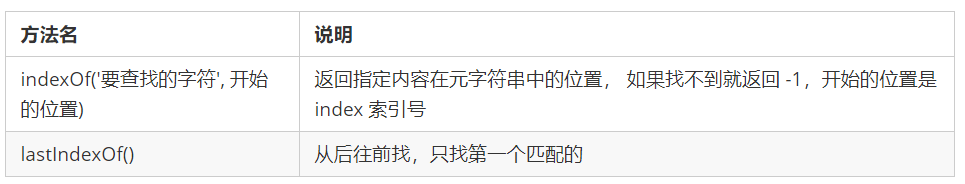 方法名 说明
indexOf('要查找的字符', 开始
的位置)
返回指定内容在元字符串中的位置， 如果找不到就返回 -1，开始的位置是
index 索引号
lastIndexOf() 从后往前找，只找第一个匹配的